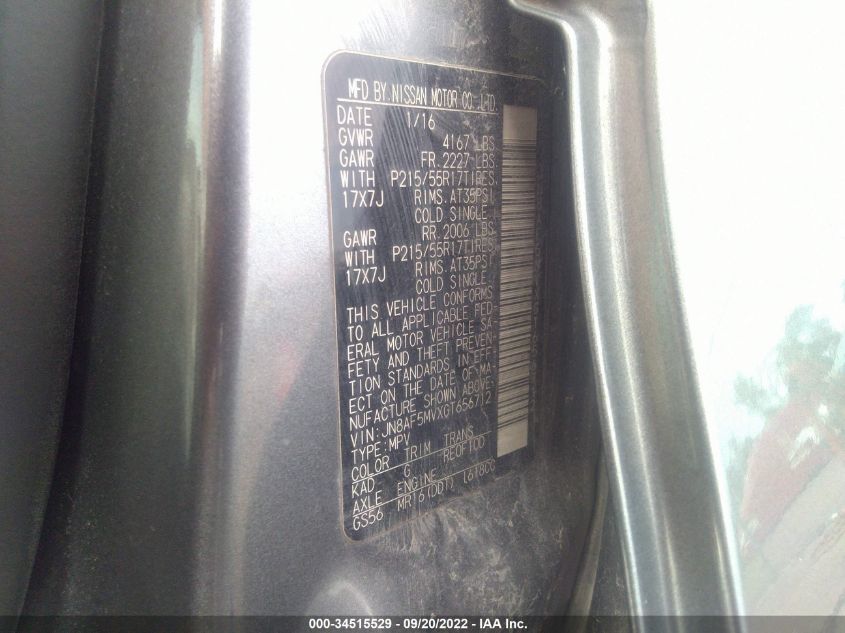 MFD BY.NISSAN MOTOR CO.,LTD.
DATE 1/16
GVWR 4167 LBS.
GAWR FR.2227 LBS.
WITH P215/55R17TIRES,
17X7J RIMS.AT35PSI
COLD SINGLE.
GAWR RR.2006 LBS.
WITH P215/55R17TIRES,
17X7J RIMS.AT35PSI
COLD SINGLE.
THIS VEHICLE CONFORMS
TO ALL APPLICABLE FED-
ERAL MOTOR VEHICLE SA-
FETY AND THEFT PREVEN-
TION STANDARDS IN EFF-
ECT ON THE DATE OF MA-
NUFACTURE SHOWN ABOVE.
VIN:JN8AF5MVXGT656712
TYPE:MPV
COLOR TRIM TRANS
KAD G RE0F10D
AXLE ENGINE
GS56 MR16(DDT) L618CC
000-34515529 - 09/20/2022 - IAA Inc.